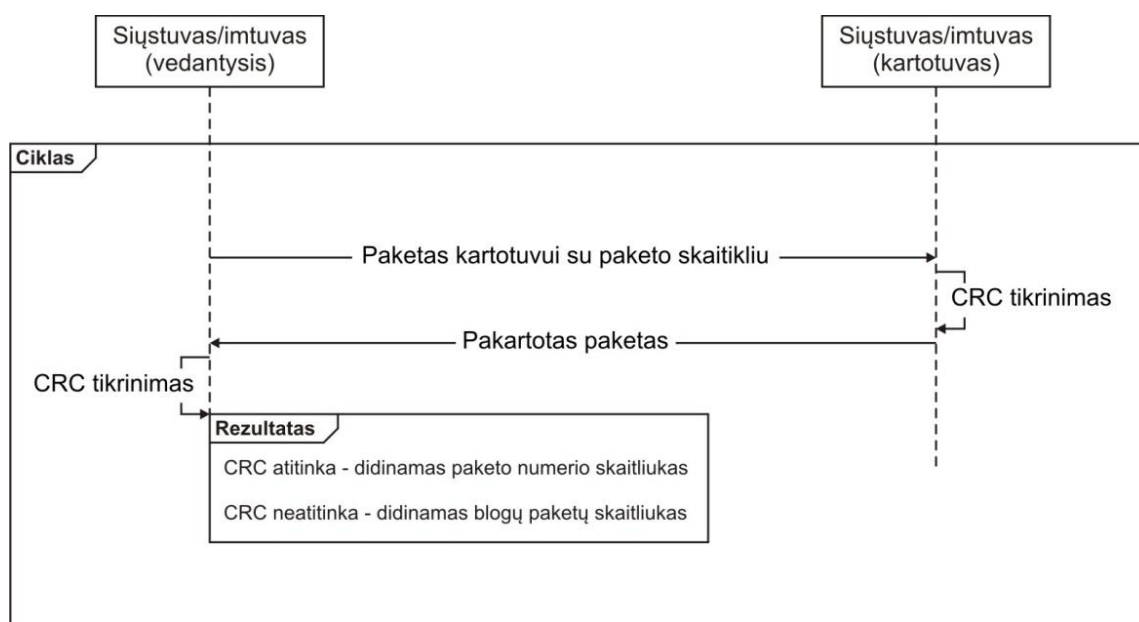 Siųstuvas/imtuvas
(vedantysis)
Siųstuvas/imtuvas
(kartotuvas)
Ciklas
Paketas kartotuvui su paketo skaitikliu
CRC tikrinimas
Pakartotas paketas
CRC tikrinimas
Rezultatas
CRC atitinka - didinamas paketo numerio skaitliukas
CRC neatitinka - didinamas blogų paketų skaitliukas